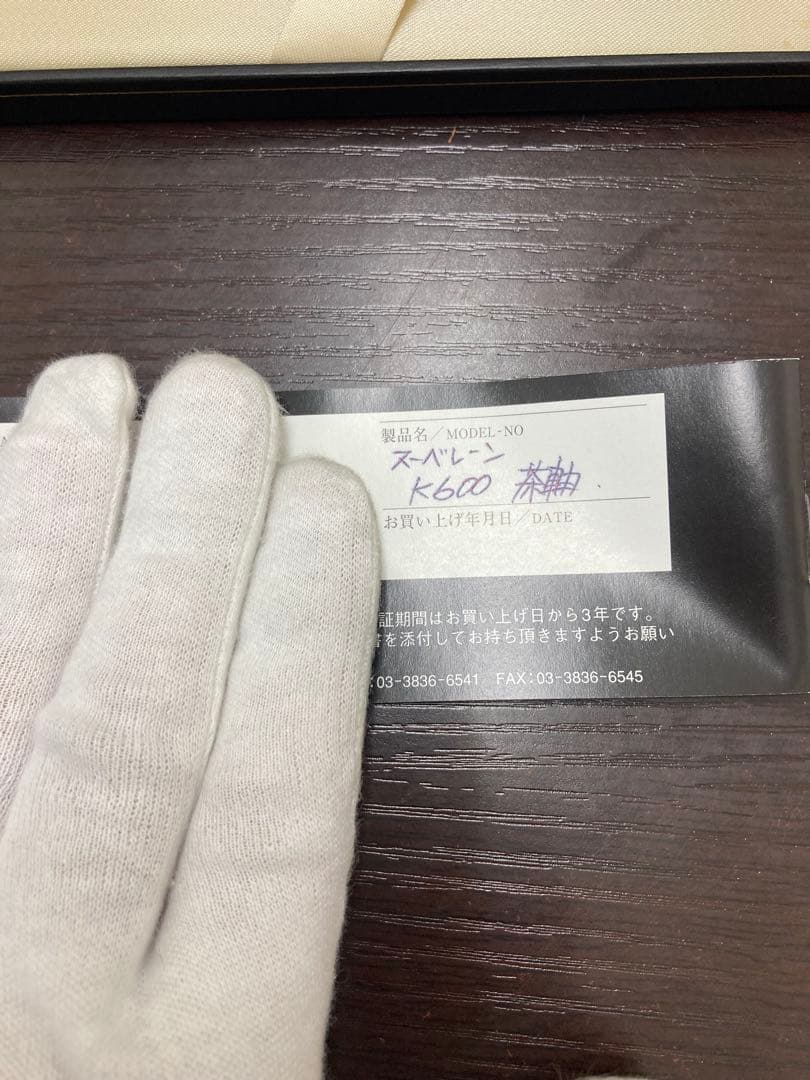 製品名／MODEL-NO
スーベレーン
K600 茶軸
お買い上げ年月日／DATE
証期間はお買い上げ日から3年です。
書を添付してお持ち頂きますようお願い
:03-3836-6541 FAX:03-3836-6545